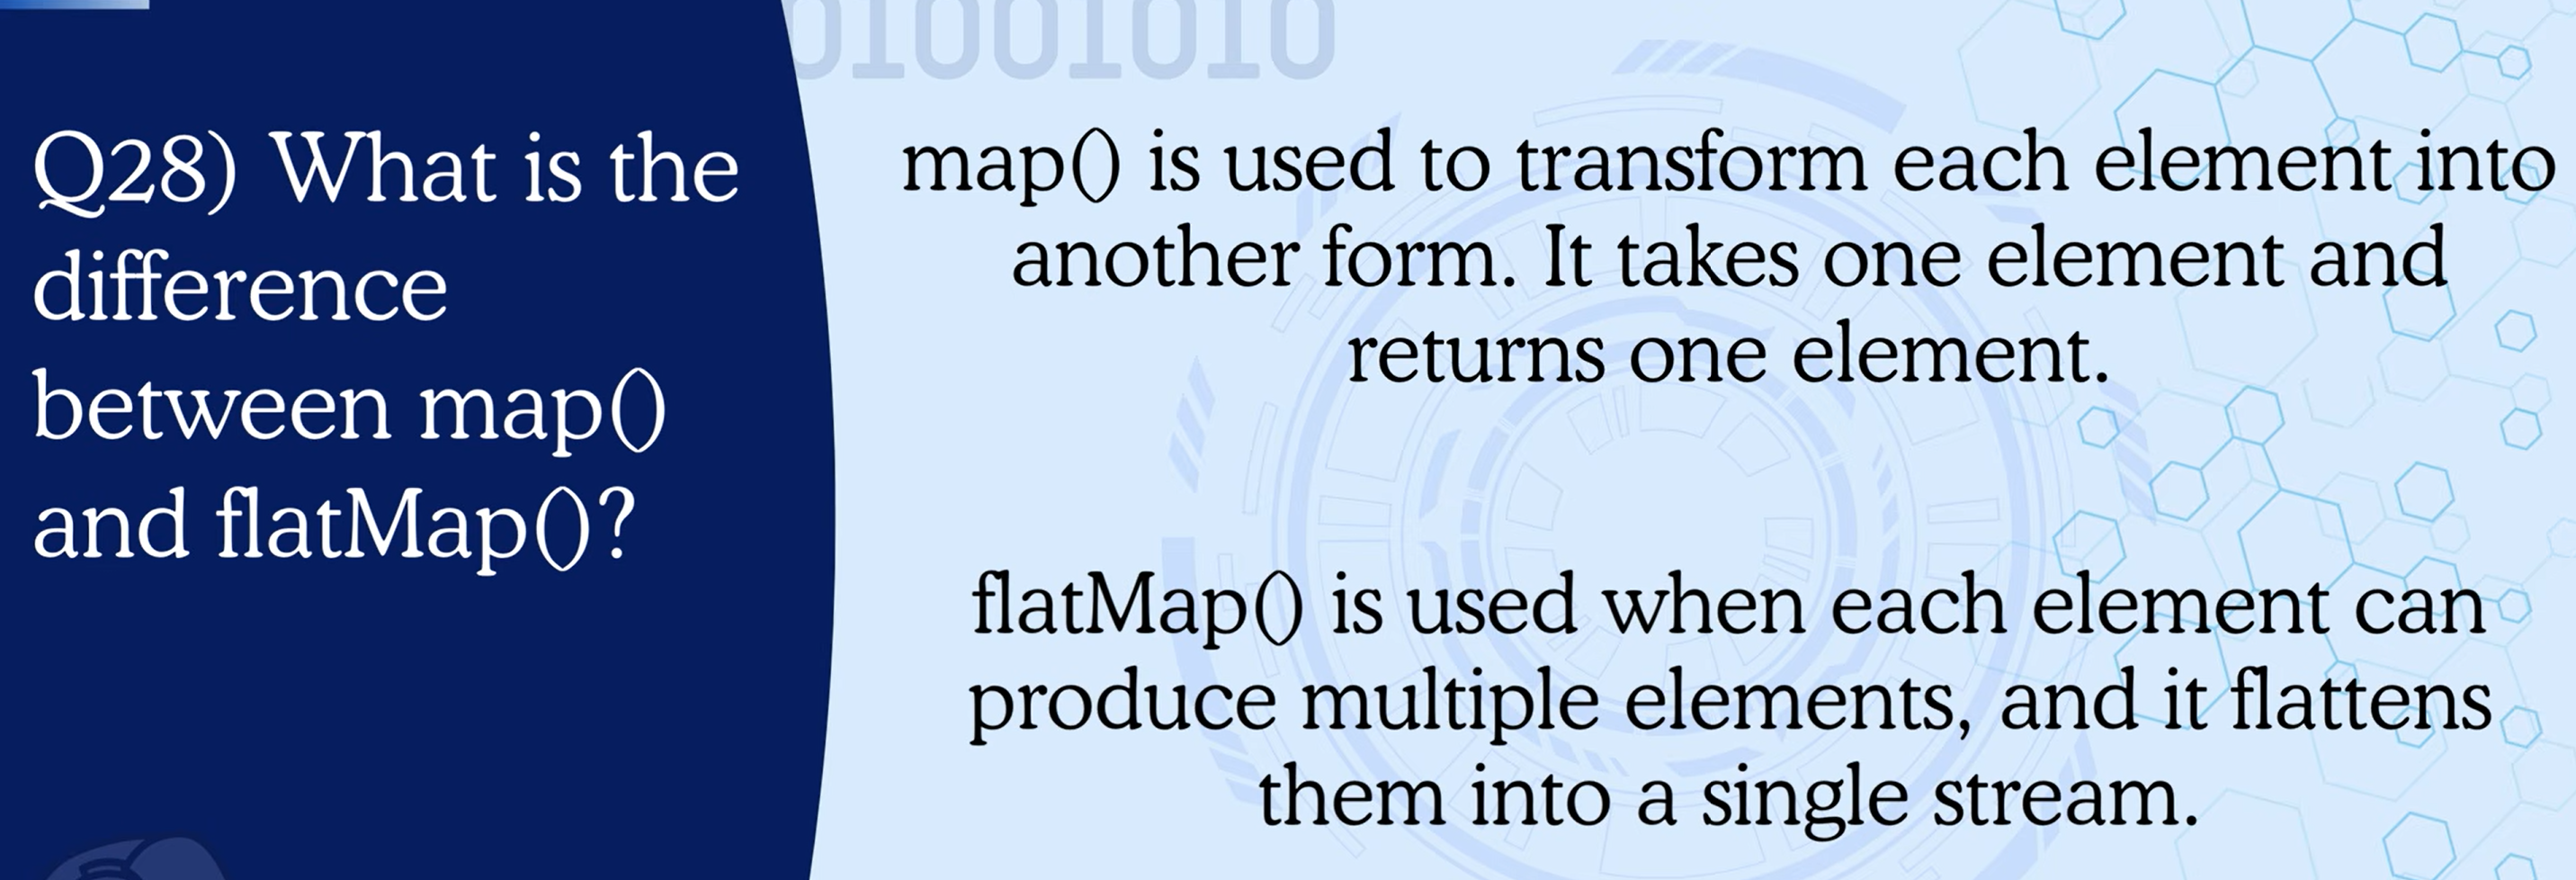 01001010
Q28) What is the
difference
between map()
and flatMap()?
map() is used to transform each element into
another form. It takes one element and
returns one element.
flatMap() is used when each element can
produce multiple elements, and it flattens
them into a single stream.